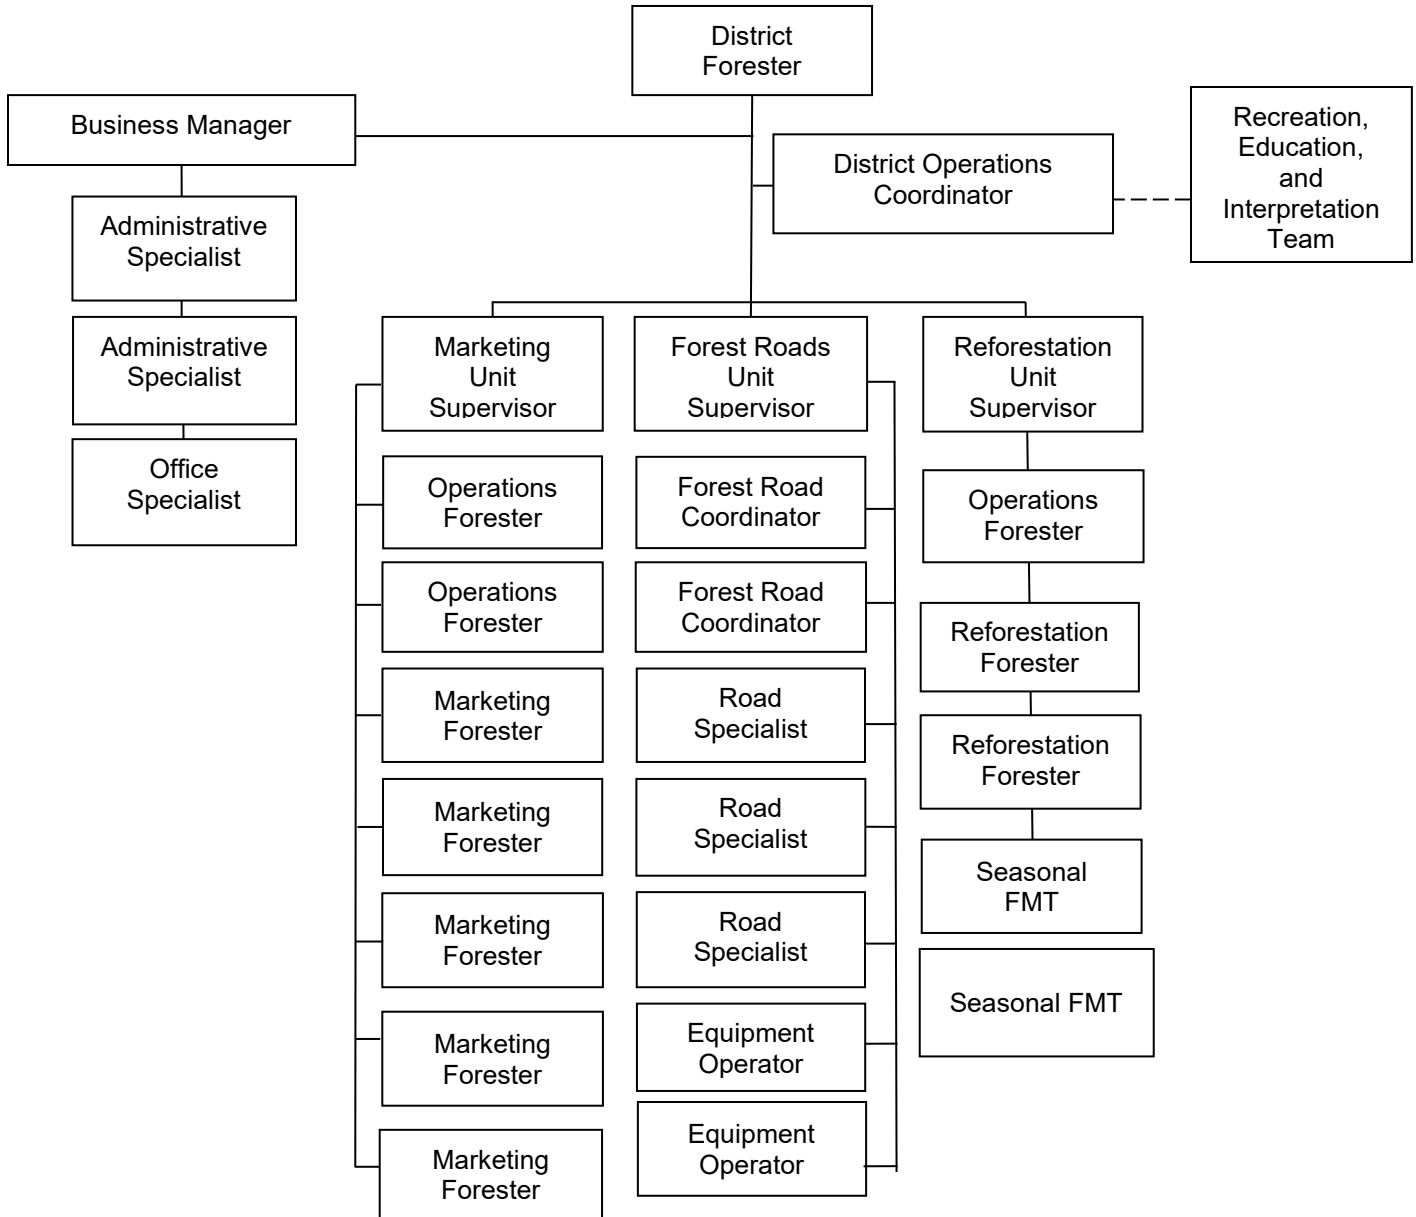 District
Forester
Business Manager
Recreation,
Education,
and
Interpretation
Team
District Operations
Coordinator
Administrative
Specialist
Administrative
Specialist
Office
Specialist
Marketing
Unit
Supervisor
Operations
Forester
Operations
Forester
Marketing
Forester
Marketing
Forester
Marketing
Forester
Marketing
Forester
Marketing
Forester
Forest Roads
Unit
Supervisor
Forest Road
Coordinator
Forest Road
Coordinator
Road
Specialist
Road
Specialist
Road
Specialist
Equipment
Operator
Equipment
Operator
Reforestation
Unit
Supervisor
Operations
Forester
Reforestation
Forester
Reforestation
Forester
Seasonal
FMT
Seasonal FMT